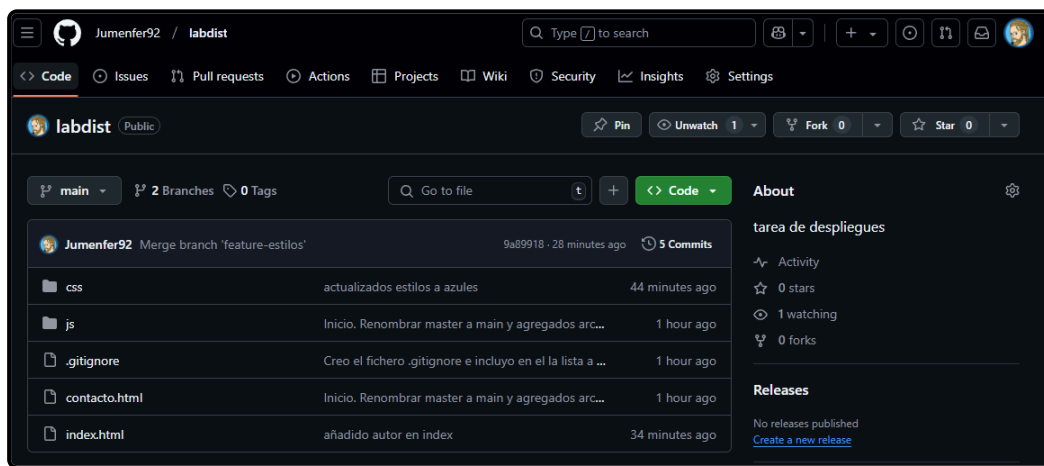 Jumenfer92 / labdist
Type / to search
Code Issues Pull requests Actions Projects Wiki Security Insights Settings
labdist Public
Pin Unwatch 1 Fork 0 Star 0
main 2 Branches 0 Tags
Go to file t
Code
Jumenfer92 Merge branch 'feature-estilos' 9a89918 · 28 minutes ago 5 Commits
css actualizados estilos a azules 44 minutes ago
js Inicio. Renombrar master a main y agregados arc... 1 hour ago
.gitignore Creo el fichero .gitignore e incluyo en el la lista a ... 1 hour ago
contacto.html Inicio. Renombrar master a main y agregados arc... 1 hour ago
index.html añadido autor en index 34 minutes ago
About
tarea de despliegues
Activity
0 stars
1 watching
0 forks
Releases
No releases published
Create a new release